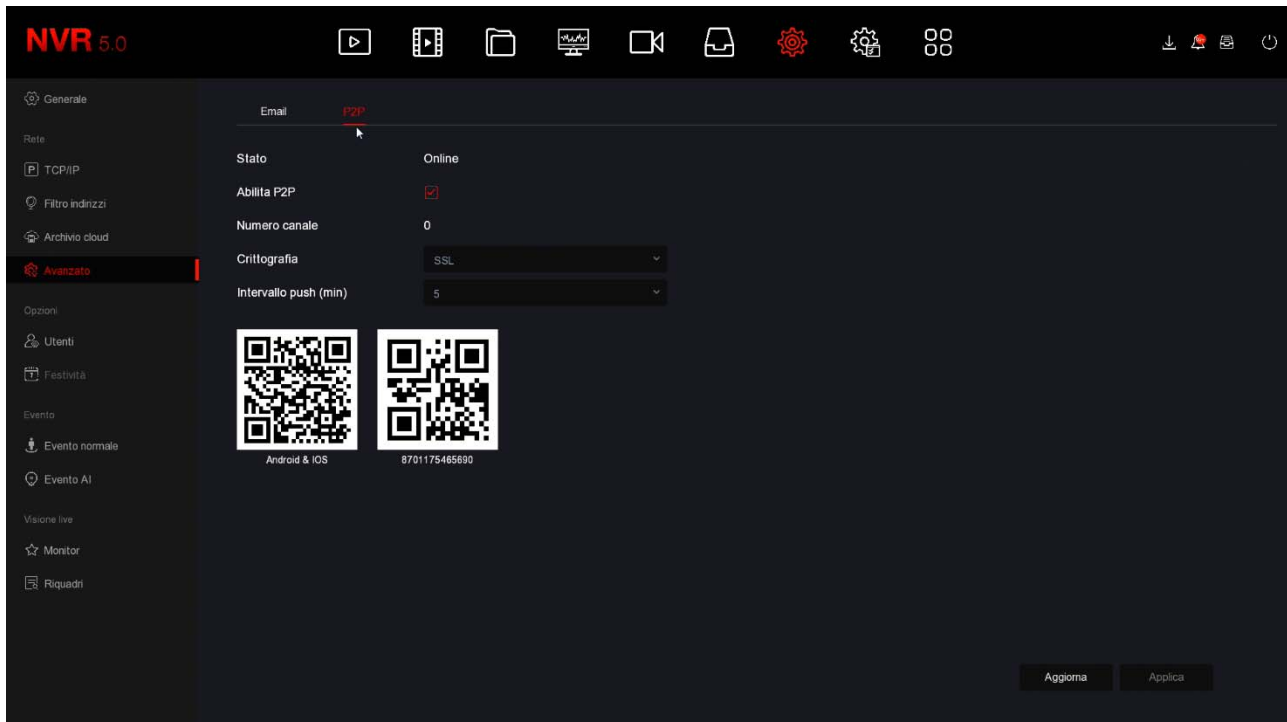 NVR 5.0
Generale
Rete
TCP/IP
Filtro indirizzi
Archivio cloud
Avanzato
Opzioni
Utenti
Festività
Evento
Evento normale
Evento AI
Visione live
Monitor
Riquadri
Email P2P
Stato Online
Abilita P2P
Numero canale 0
Crittografia SSL
Intervallo push (min) 5
Android & IOS 8701175465690
Aggiorna Applica